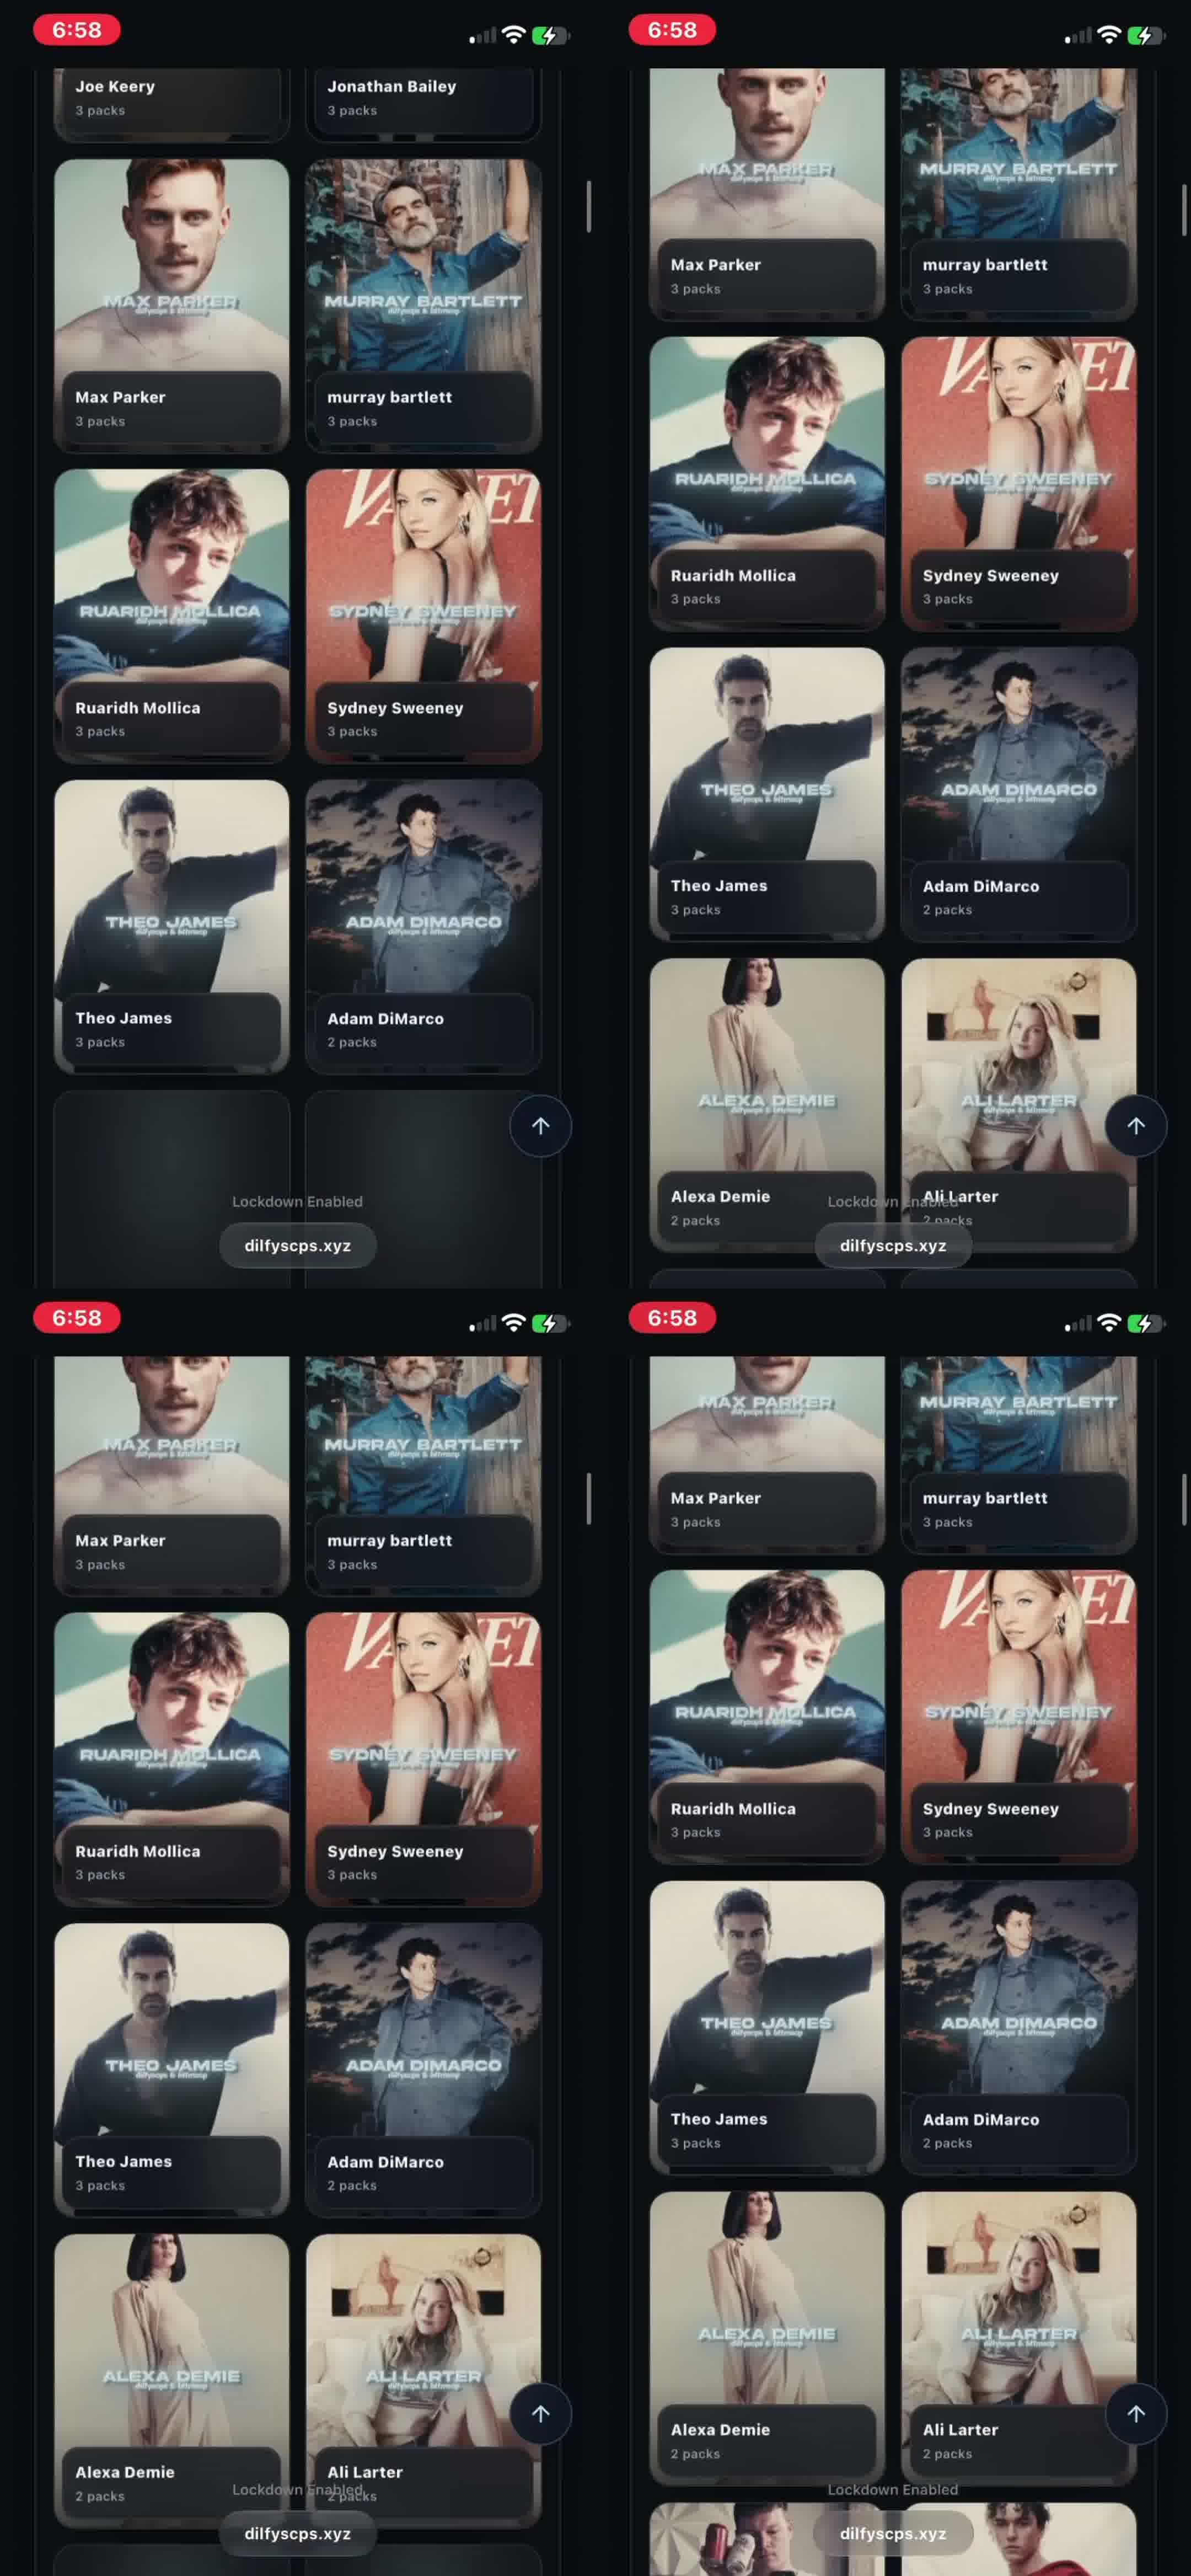 6:58
Joe Keery
3 packs
Jonathan Bailey
3 packs
MAX PARKER
MURRAY BARTLETT
Max Parker
3 packs
murray bartlett
3 packs
RUARIDH MOLLICA
SYDNEY SWEENEY
Ruaridh Mollica
3 packs
Sydney Sweeney
3 packs
THEO JAMES
ADAM DIMARCO
Theo James
3 packs
Adam DiMarco
2 packs
Lockdown Enabled
dilfyscps.xyz
6:58
MAX PARKER
MURRAY BARTLETT
Max Parker
3 packs
murray bartlett
3 packs
RUARIDH MOLLICA
SYDNEY SWEENEY
Ruaridh Mollica
3 packs
Sydney Sweeney
3 packs
THEO JAMES
ADAM DIMARCO
Theo James
3 packs
Adam DiMarco
2 packs
ALEXA DEMIE
ALI LARTER
Alexa Demie
2 packs
Ali Larter
2 packs
Lockdown Enabled
dilfyscps.xyz
6:58
MAX PARKER
MURRAY BARTLETT
Max Parker
3 packs
murray bartlett
3 packs
RUARIDH MOLLICA
SYDNEY SWEENEY
Ruaridh Mollica
3 packs
Sydney Sweeney
3 packs
THEO JAMES
ADAM DIMARCO
Theo James
3 packs
Adam DiMarco
2 packs
ALEXA DEMIE
ALI LARTER
Alexa Demie
2 packs
Ali Larter
2 packs
Lockdown Enabled
dilfyscps.xyz
6:58
MAX PARKER
MURRAY BARTLETT
Max Parker
3 packs
murray bartlett
3 packs
RUARIDH MOLLICA
SYDNEY SWEENEY
Ruaridh Mollica
3 packs
Sydney Sweeney
3 packs
THEO JAMES
ADAM DIMARCO
Theo James
3 packs
Adam DiMarco
2 packs
ALEXA DEMIE
ALI LARTER
Alexa Demie
2 packs
Ali Larter
2 packs
Lockdown Enabled
dilfyscps.xyz